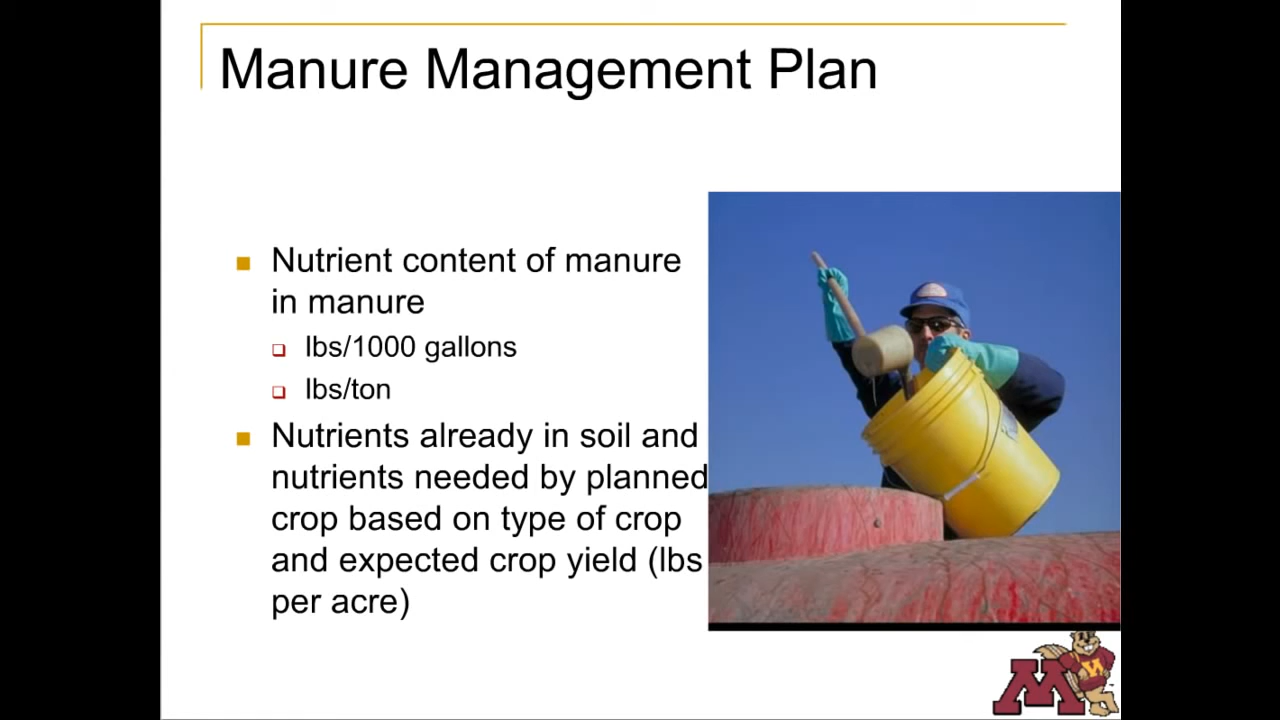 Manure Management Plan
Nutrient content of manure
in manure
lbs/1000 gallons
lbs/ton
Nutrients already in soil and
nutrients needed by planned
crop based on type of crop
and expected crop yield (lbs
per acre)
M